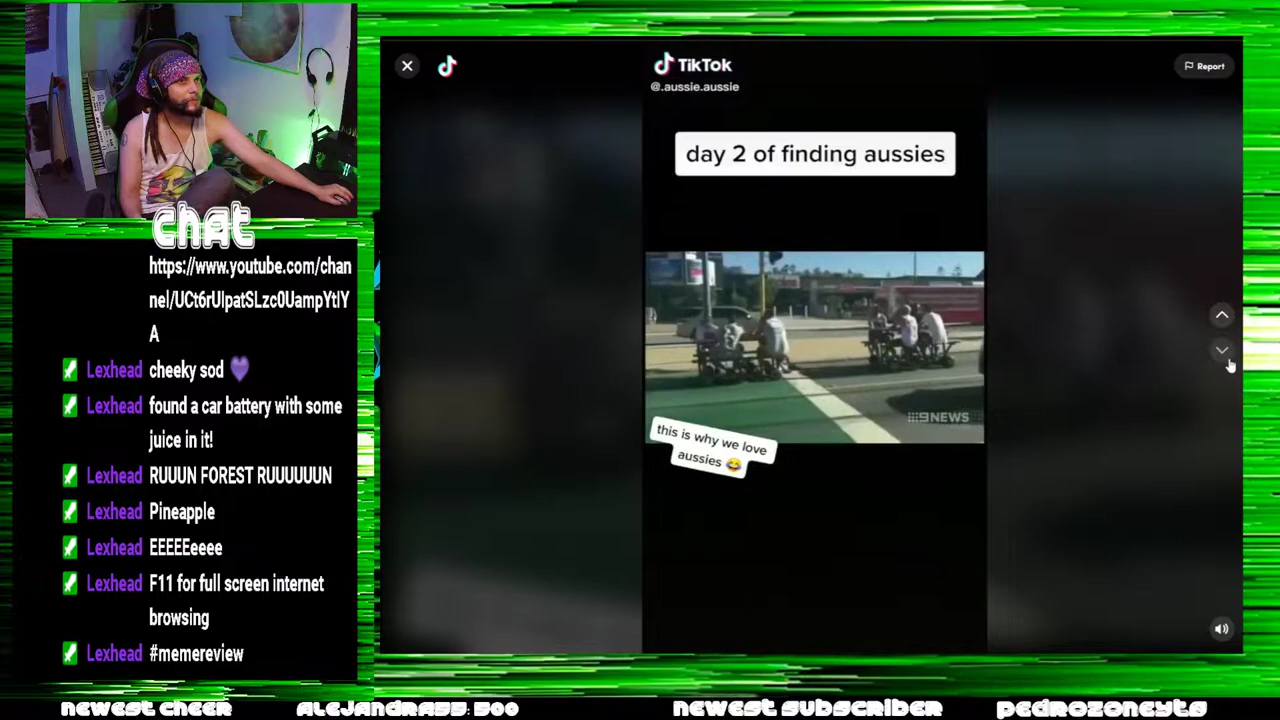 CHAT
https://www.youtube.com/chan
nel/UCt6rUIpatSLzc0UampYtIY
A
Lexhead cheeky sod 💜
Lexhead found a car battery with some
juice in it!
Lexhead RUUUN FOREST RUUUUUUN
Lexhead Pineapple
Lexhead EEEEEeeee
Lexhead F11 for full screen internet
browsing
Lexhead #memereview
TikTok
@.aussie.aussie
Report
day 2 of finding aussies
9NEWS
this is why we love
aussies 😂
NEWEST CHEER ALEJANDRA55: 500 NEWEST SUBSCRIBER PEDROZONEYTS